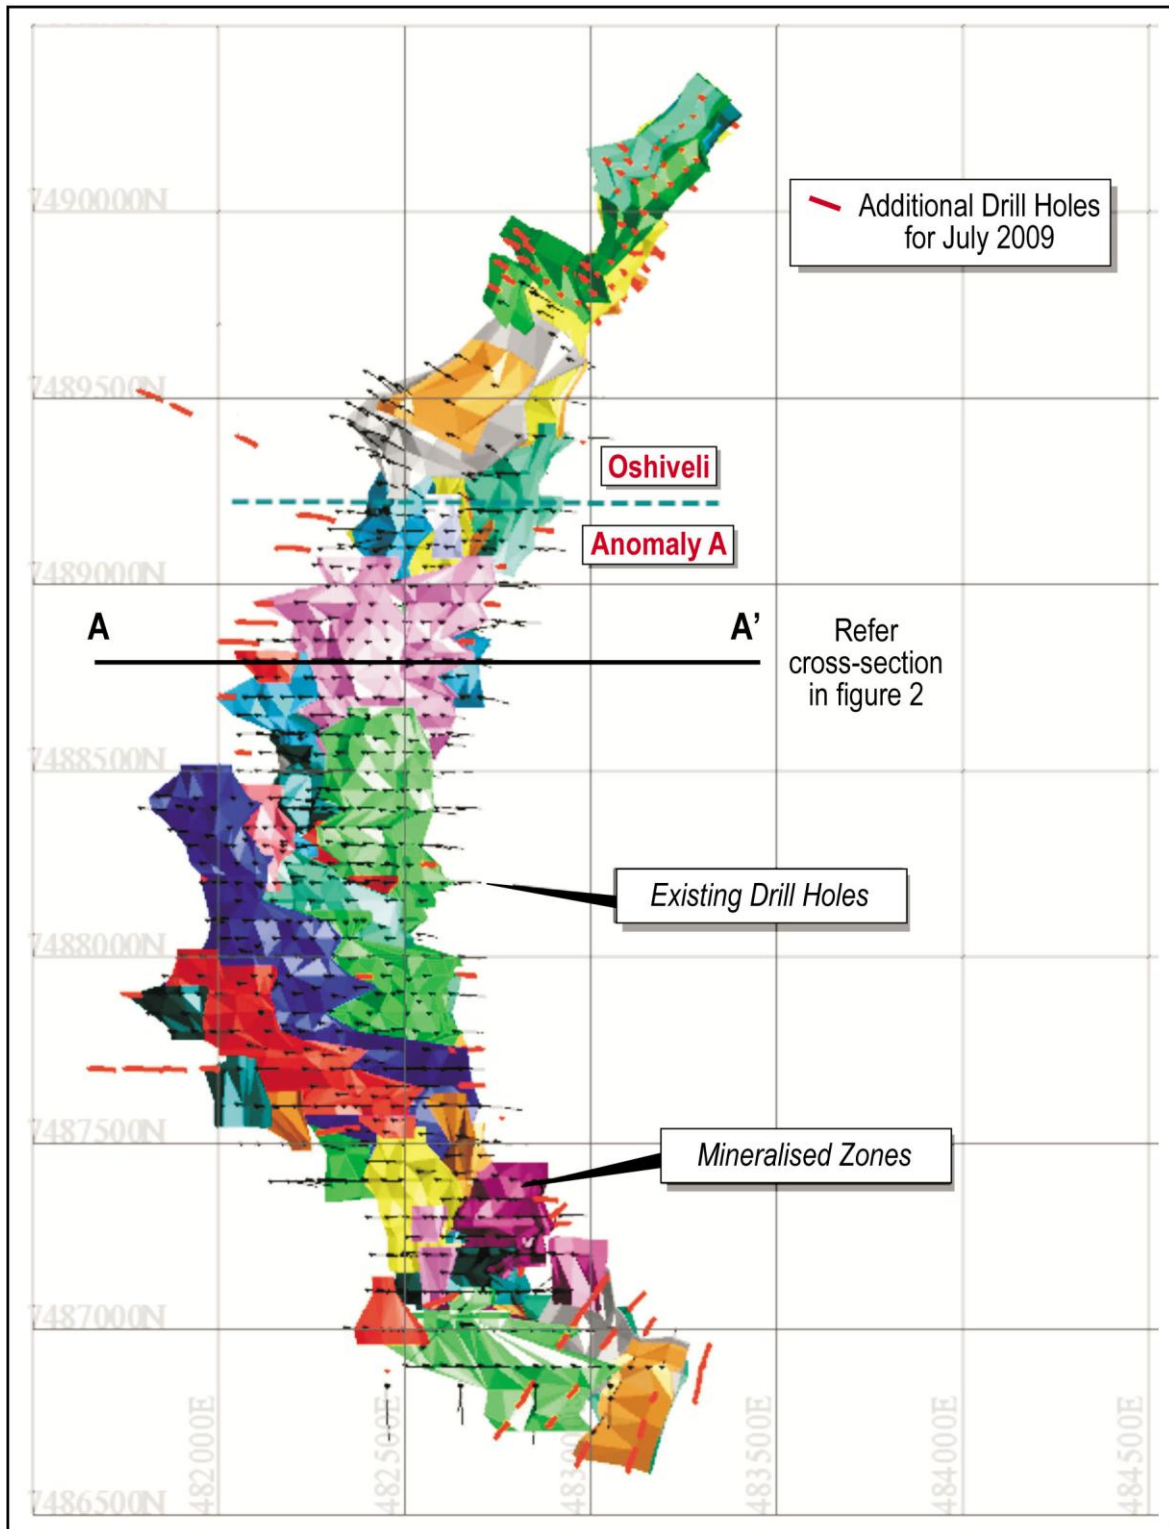 7490000N
Additional Drill Holes
for July 2009
7489500N
Oshiveli
Anomaly A
7489000N
A
A'
Refer
cross-section
in figure 2
7488500N
Existing Drill Holes
7488000N
7487500N
Mineralised Zones
7487000N
482000E
482500E
483500E
484000E
484500E
7486500N